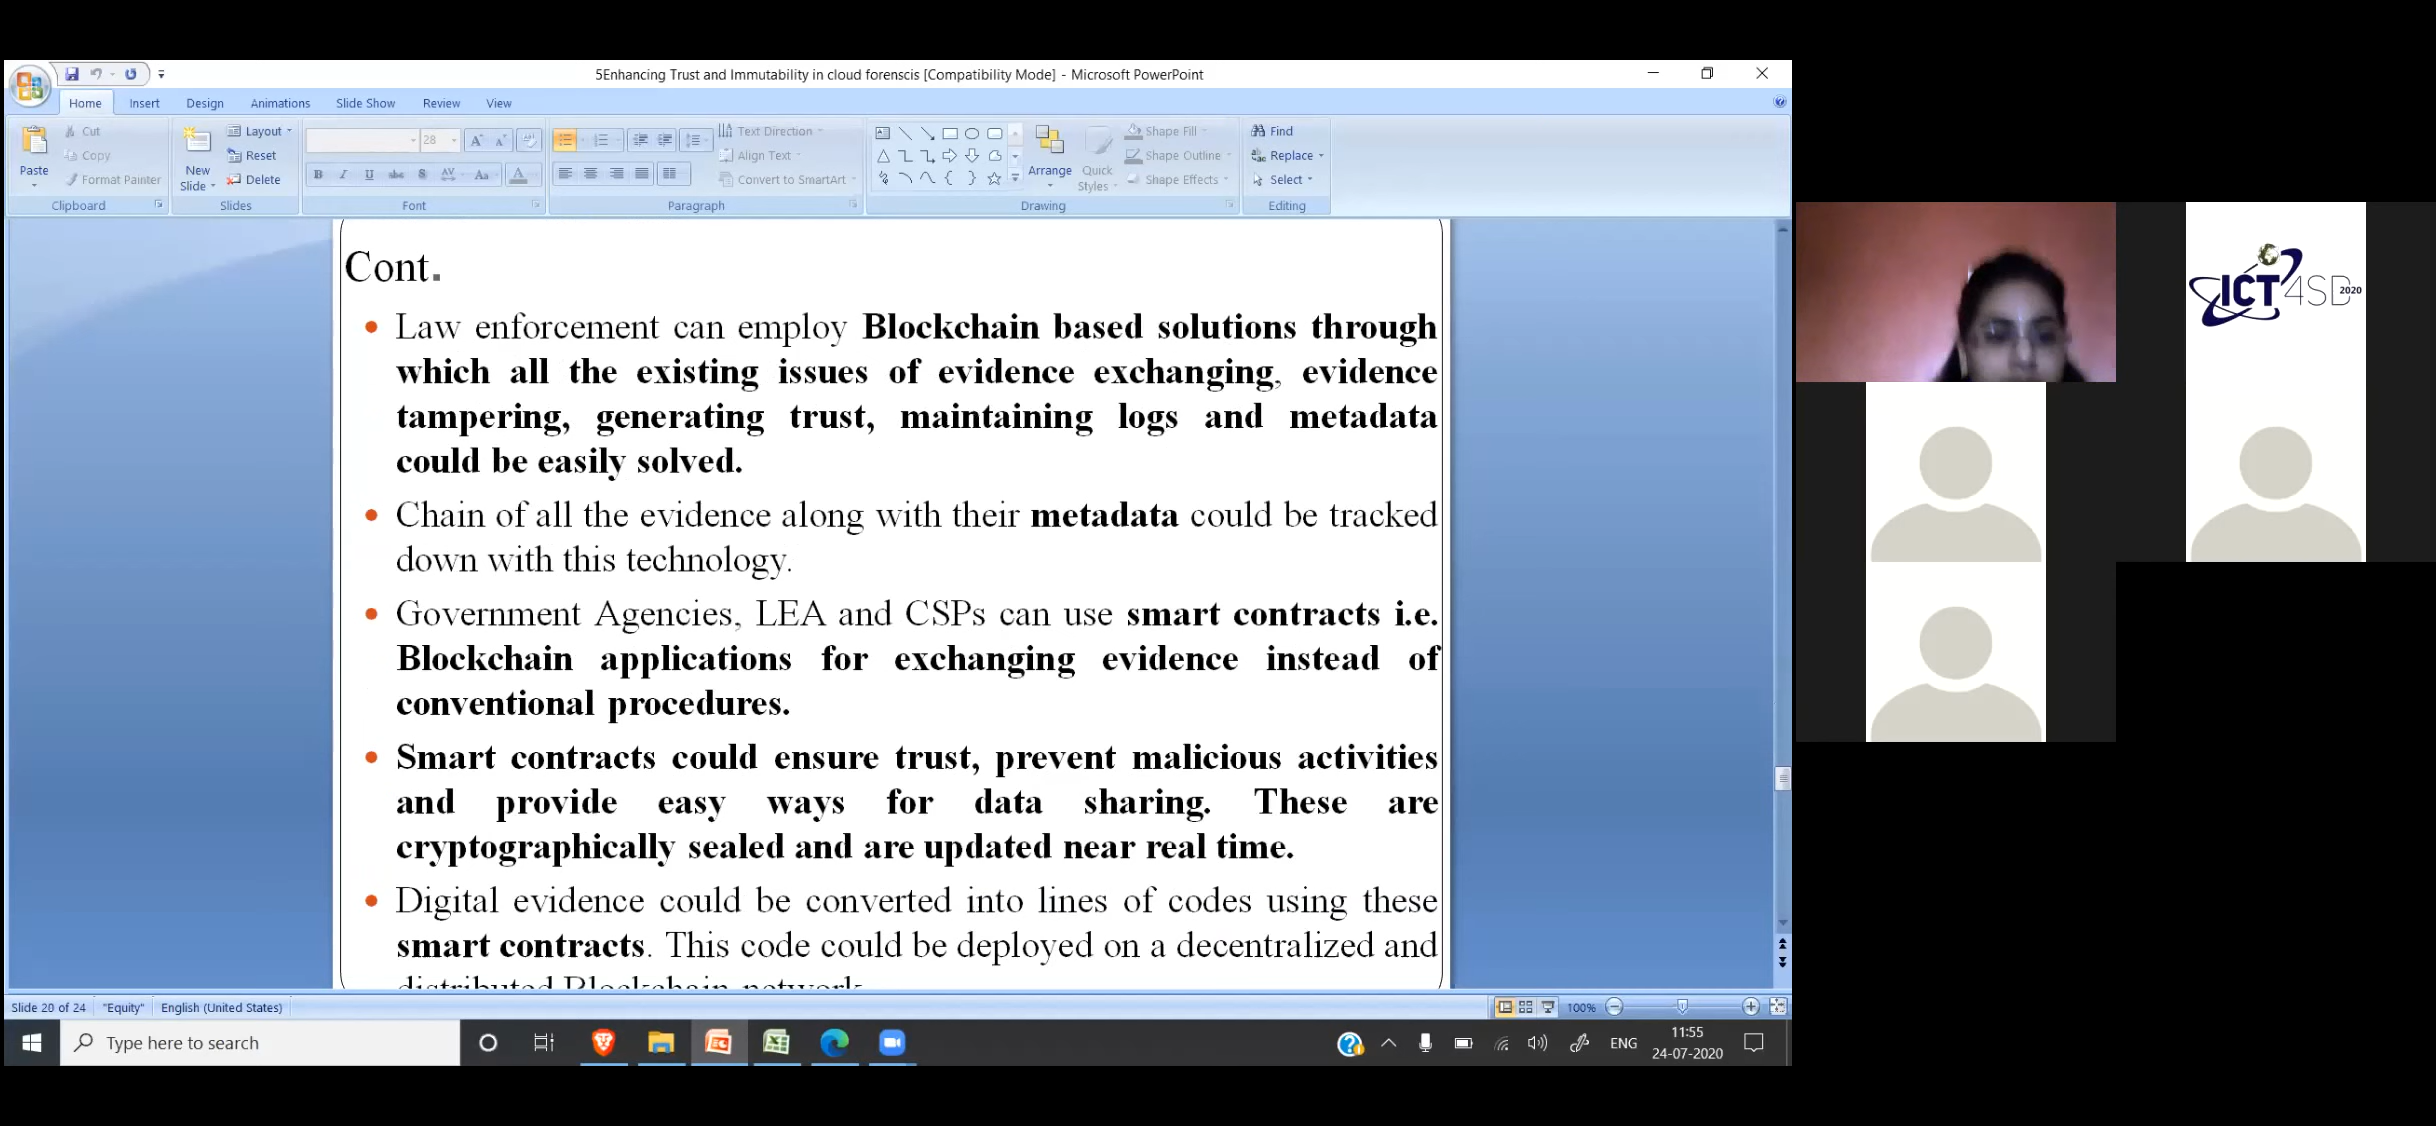 5Enhancing Trust and Immutability in cloud forenscis [Compatibility Mode] - Microsoft PowerPoint
Home Insert Design Animations Slide Show Review View
Cut
Copy
Format Painter
Paste
Clipboard
New
Slide
Layout
Reset
Delete
Slides
28
B I U abc S AV Aa A
Font
Text Direction
Align Text
Convert to SmartArt
Paragraph
Arrange
Quick
Styles
Shape Fill
Shape Outline
Shape Effects
Drawing
Find
Replace
Select
Editing
Cont.
• Law enforcement can employ Blockchain based solutions through
which all the existing issues of evidence exchanging, evidence
tampering, generating trust, maintaining logs and metadata
could be easily solved.
• Chain of all the evidence along with their metadata could be tracked
down with this technology.
• Government Agencies, LEA and CSPs can use smart contracts i.e.
Blockchain applications for exchanging evidence instead of
conventional procedures.
• Smart contracts could ensure trust, prevent malicious activities
and provide easy ways for data sharing. These are
cryptographically sealed and are updated near real time.
• Digital evidence could be converted into lines of codes using these
smart contracts. This code could be deployed on a decentralized and
distributed Blockchain network
Slide 20 of 24 "Equity" English (United States) 100%
Type here to search
ENG
11:55
24-07-2020
ICT4SD 2020